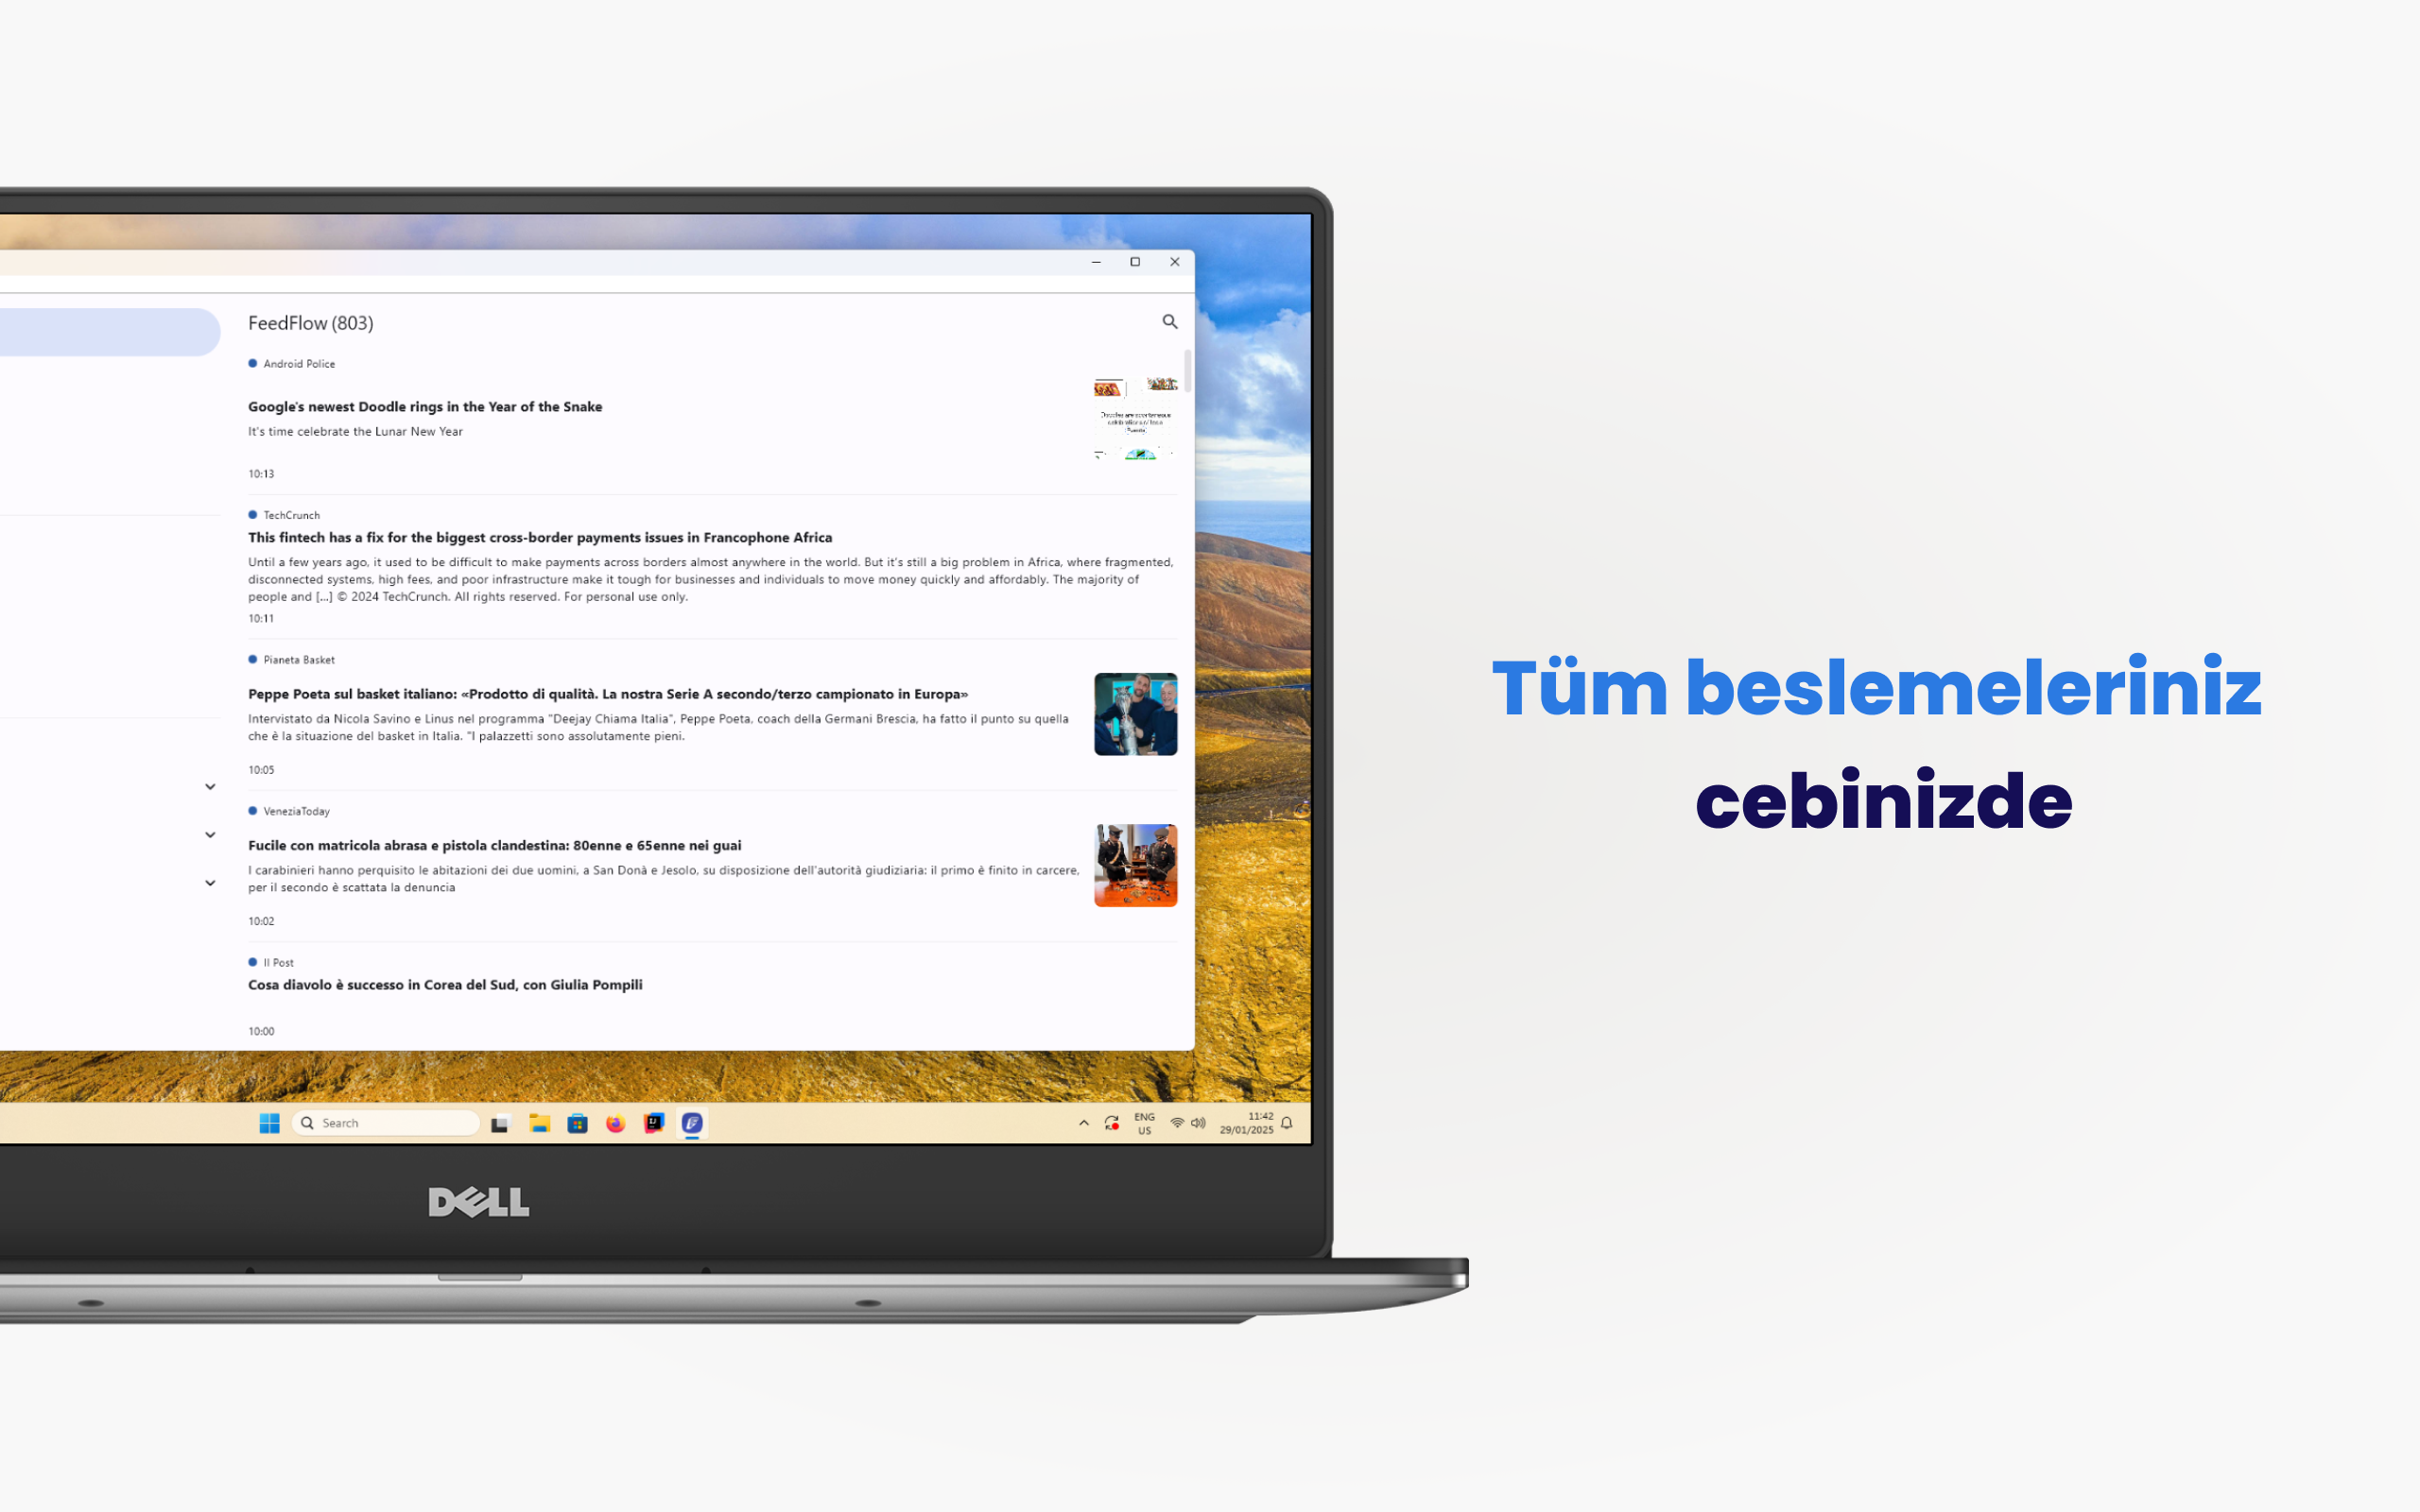 FeedFlow (803)
Android Police
Google's newest Doodle rings in the Year of the Snake
It's time celebrate the Lunar New Year
10:13
TechCrunch
This fintech has a fix for the biggest cross-border payments issues in Francophone Africa
Until a few years ago, it used to be difficult to make payments across borders almost anywhere in the world. But it's still a big problem in Africa, where fragmented,
disconnected systems, high fees, and poor infrastructure make it tough for businesses and individuals to move money quickly and affordably. The majority of
people and [...] © 2024 TechCrunch. All rights reserved. For personal use only.
10:11
Pianeta Basket
Peppe Poeta sul basket italiano: «Prodotto di qualità. La nostra Serie A secondo/terzo campionato in Europa»
Intervistato da Nicola Savino e Linus nel programma "Deejay Chiama Italia", Peppe Poeta, coach della Germani Brescia, ha fatto il punto su quella
che è la situazione del basket in Italia. "I palazzetti sono assolutamente pieni.
10:05
VeneziaToday
Fucile con matricola abrasa e pistola clandestina: 80enne e 65enne nei guai
I carabinieri hanno perquisito le abitazioni dei due uomini, a San Donà e Jesolo, su disposizione dell'autorità giudiziaria: il primo è finito in carcere,
per il secondo è scattata la denuncia
10:02
Il Post
Cosa diavolo è successo in Corea del Sud, con Giulia Pompili
10:00
Search
ENG
US
11:42
29/01/2025
DELL
Tüm beslemeleriniz
cebinizde